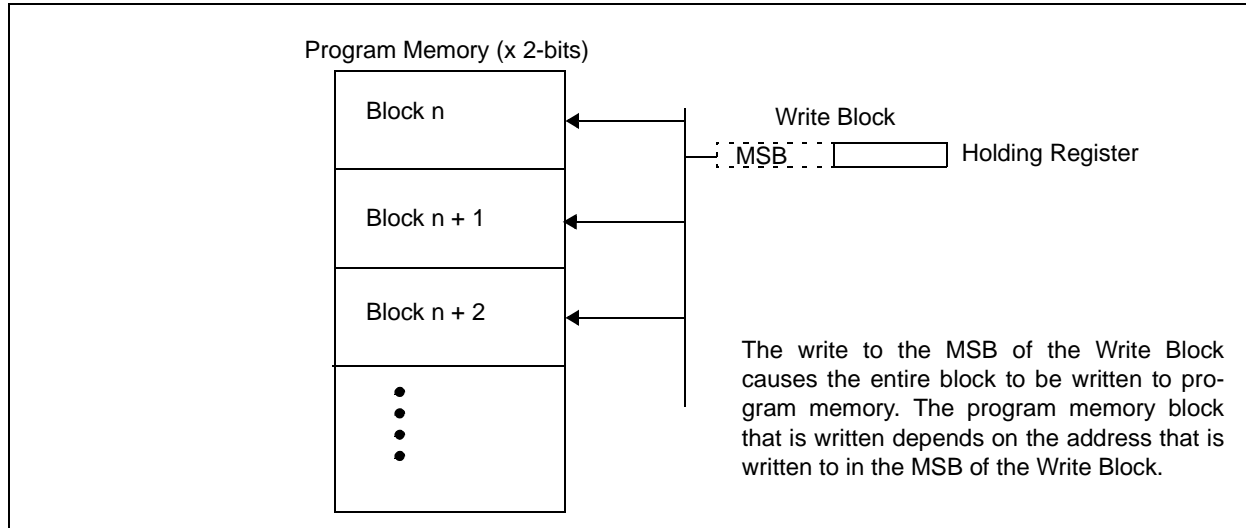 Program Memory (x 2-bits)
Block n
Write Block
MSB
Holding Register
Block n + 1
Block n + 2
The write to the MSB of the Write Block
causes the entire block to be written to pro-
gram memory. The program memory block
that is written depends on the address that is
written to in the MSB of the Write Block.